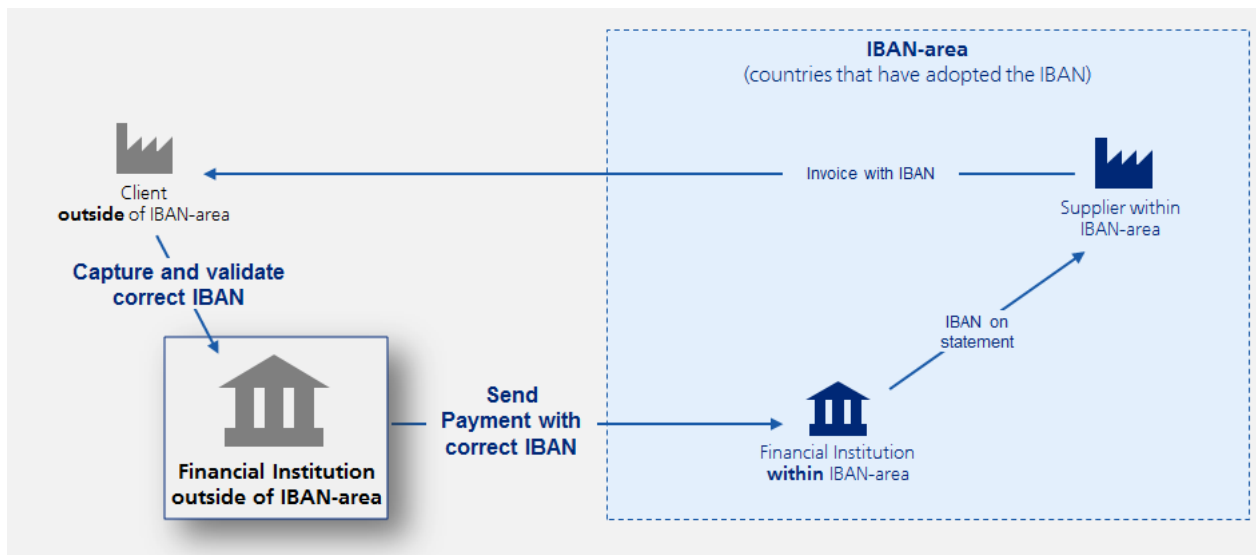 IBAN-area
(countries that have adopted the IBAN)
Invoice with IBAN
Client
outside of IBAN-area
Supplier within
IBAN-area
Capture and validate
correct IBAN
IBAN on
statement
Send
Payment with
correct IBAN
Financial Institution
within IBAN-area
Financial Institution
outside of IBAN-area